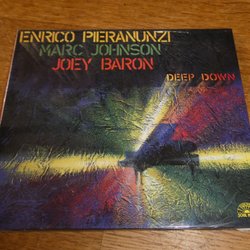 ENRICO PIERANUNZI
MARC JOHNSON
JOEY BARON
DEEP DOWN